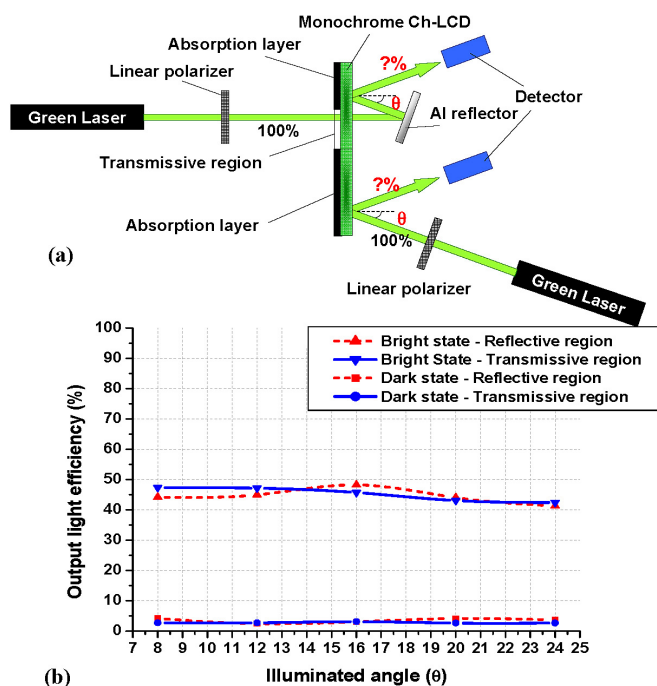 Monochrome Ch-LCD
Absorption layer
Linear polarizer
?%
θ
Detector
Green Laser
100%
Al reflector
Transmissive region
?%
Absorption layer
θ
100%
(a)
Linear polarizer
Green Laser
Output light efficiency (%)
100
90
80
70
60
50
40
30
20
10
0
Bright state - Reflective region
Bright State - Transmissive region
Dark state - Reflective region
Dark state - Transmissive region
7 8 9 10 11 12 13 14 15 16 17 18 19 20 21 22 23 24 25
(b)
Illuminated angle (θ)